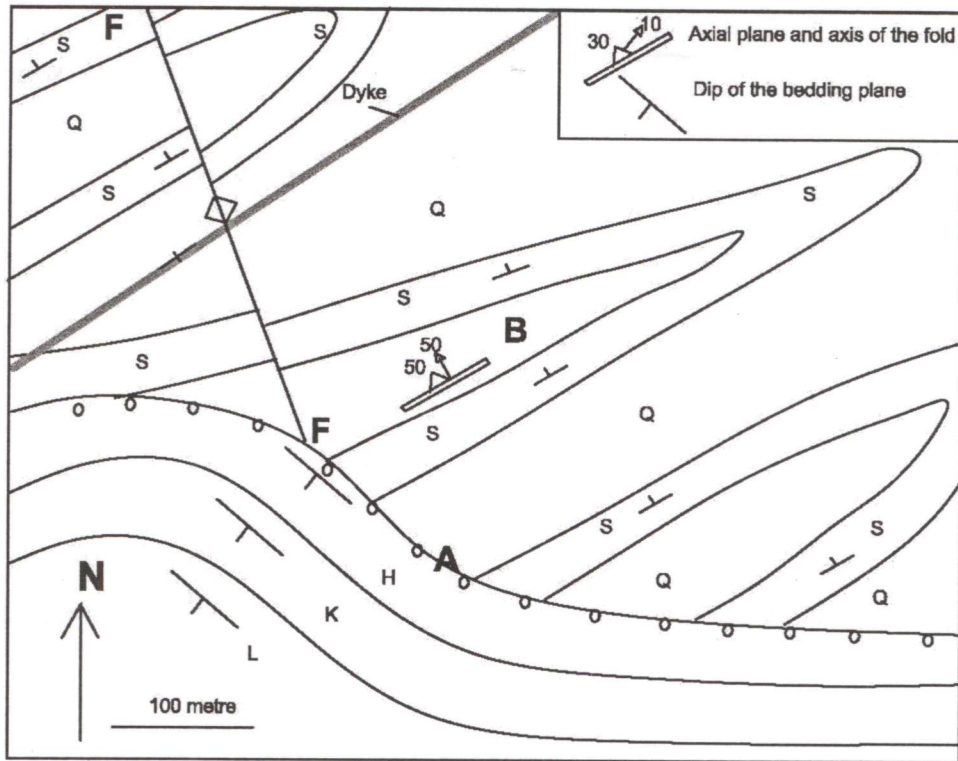 F
S
S
10
30
Axial plane and axis of the fold
Dip of the bedding plane
Dyke
Q
S
Q
S
S
S
B
50
50
S
F
S
Q
S
S
A
Q
Q
H
N
K
L
100 metre